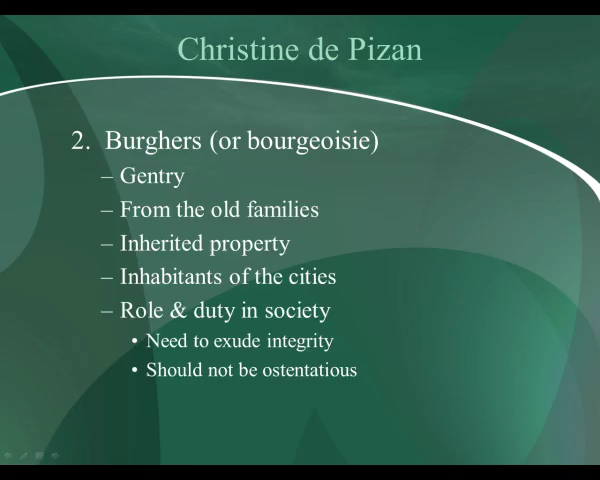 Christine de Pizan
2. Burghers (or bourgeoisie)
– Gentry
– From the old families
– Inherited property
– Inhabitants of the cities
– Role & duty in society
• Need to exude integrity
• Should not be ostentatious